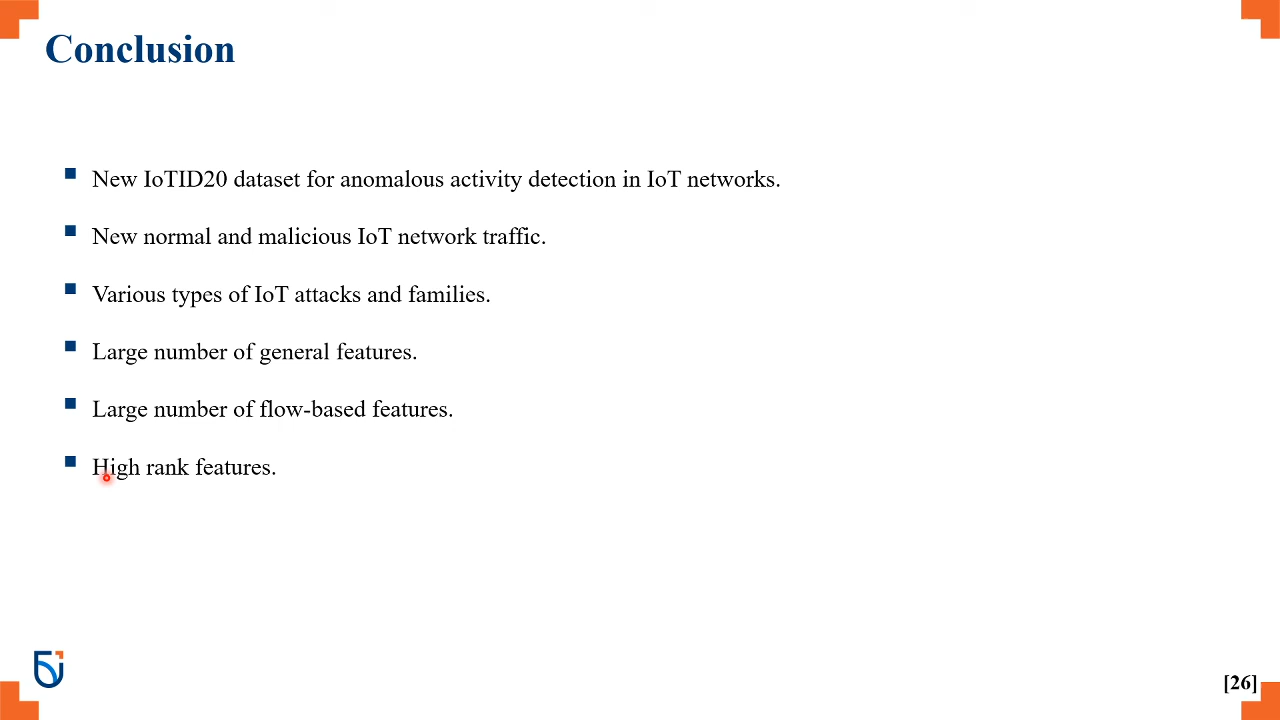 Conclusion
New IoTID20 dataset for anomalous activity detection in IoT networks.
New normal and malicious IoT network traffic.
Various types of IoT attacks and families.
Large number of general features.
Large number of flow-based features.
High rank features.
[26]